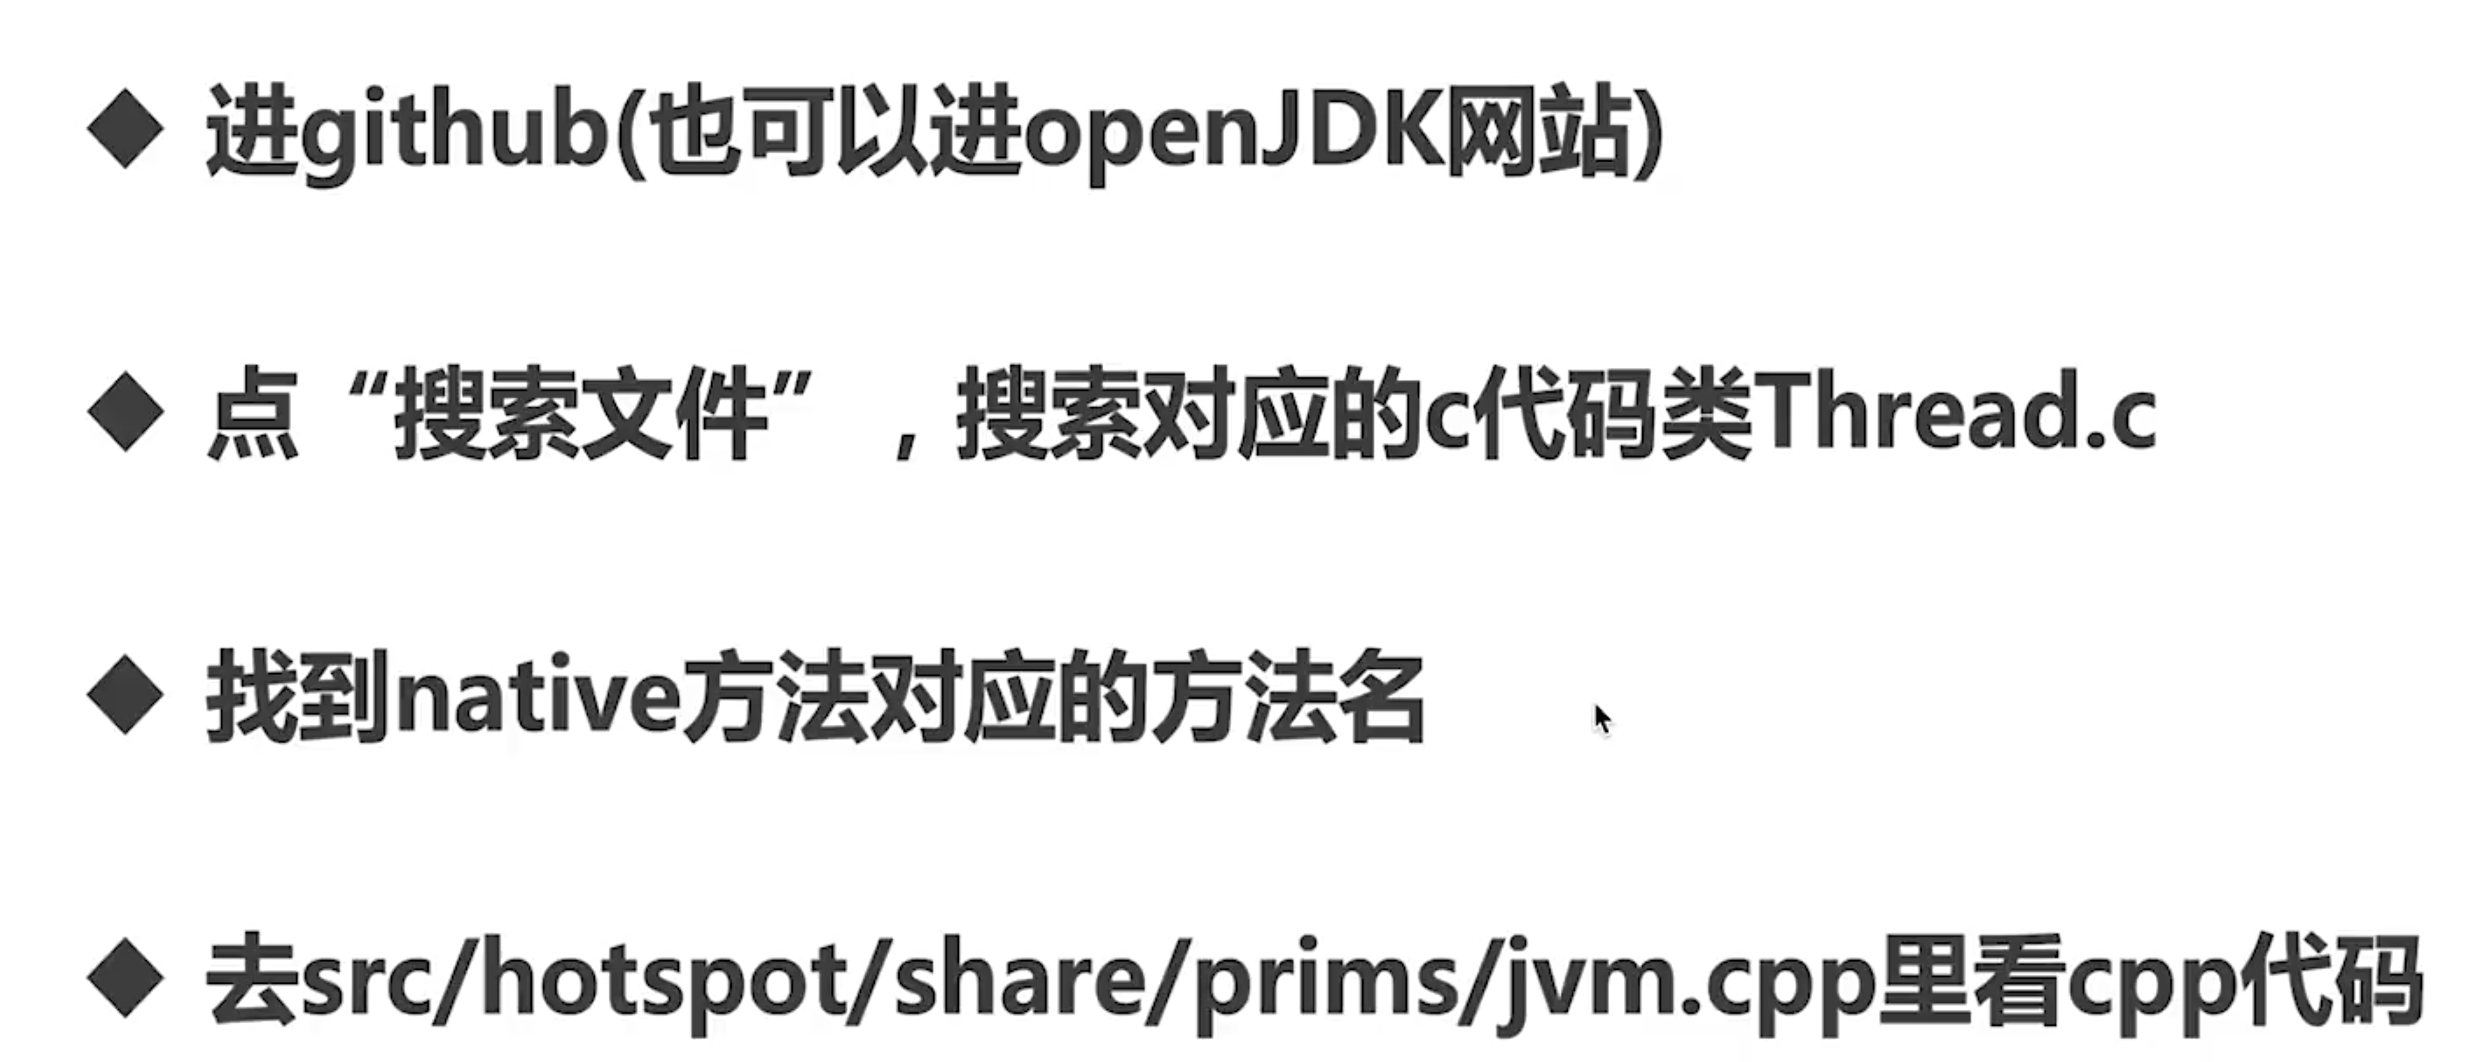 ◆ 进github(也可以进openJDK网站)
◆ 点“搜索文件”，搜索对应的c代码类Thread.c
◆ 找到native方法对应的方法名
◆ 去src/hotspot/share/prims/jvm.cpp里看cpp代码